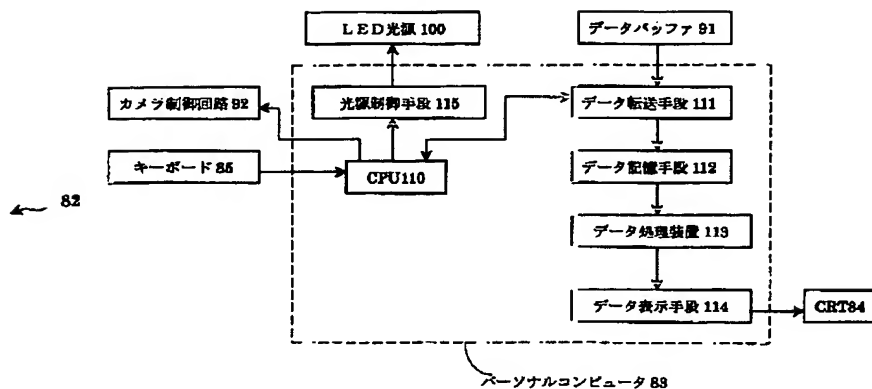 LED光源 100
データバッファ 91
カメラ制御回路 92
光源制御手段 115
データ転送手段 111
キーボード 85
CPU110
データ記憶手段 112
82
データ処理装置 113
データ表示手段 114
CRT84
パーソナルコンピュータ 83